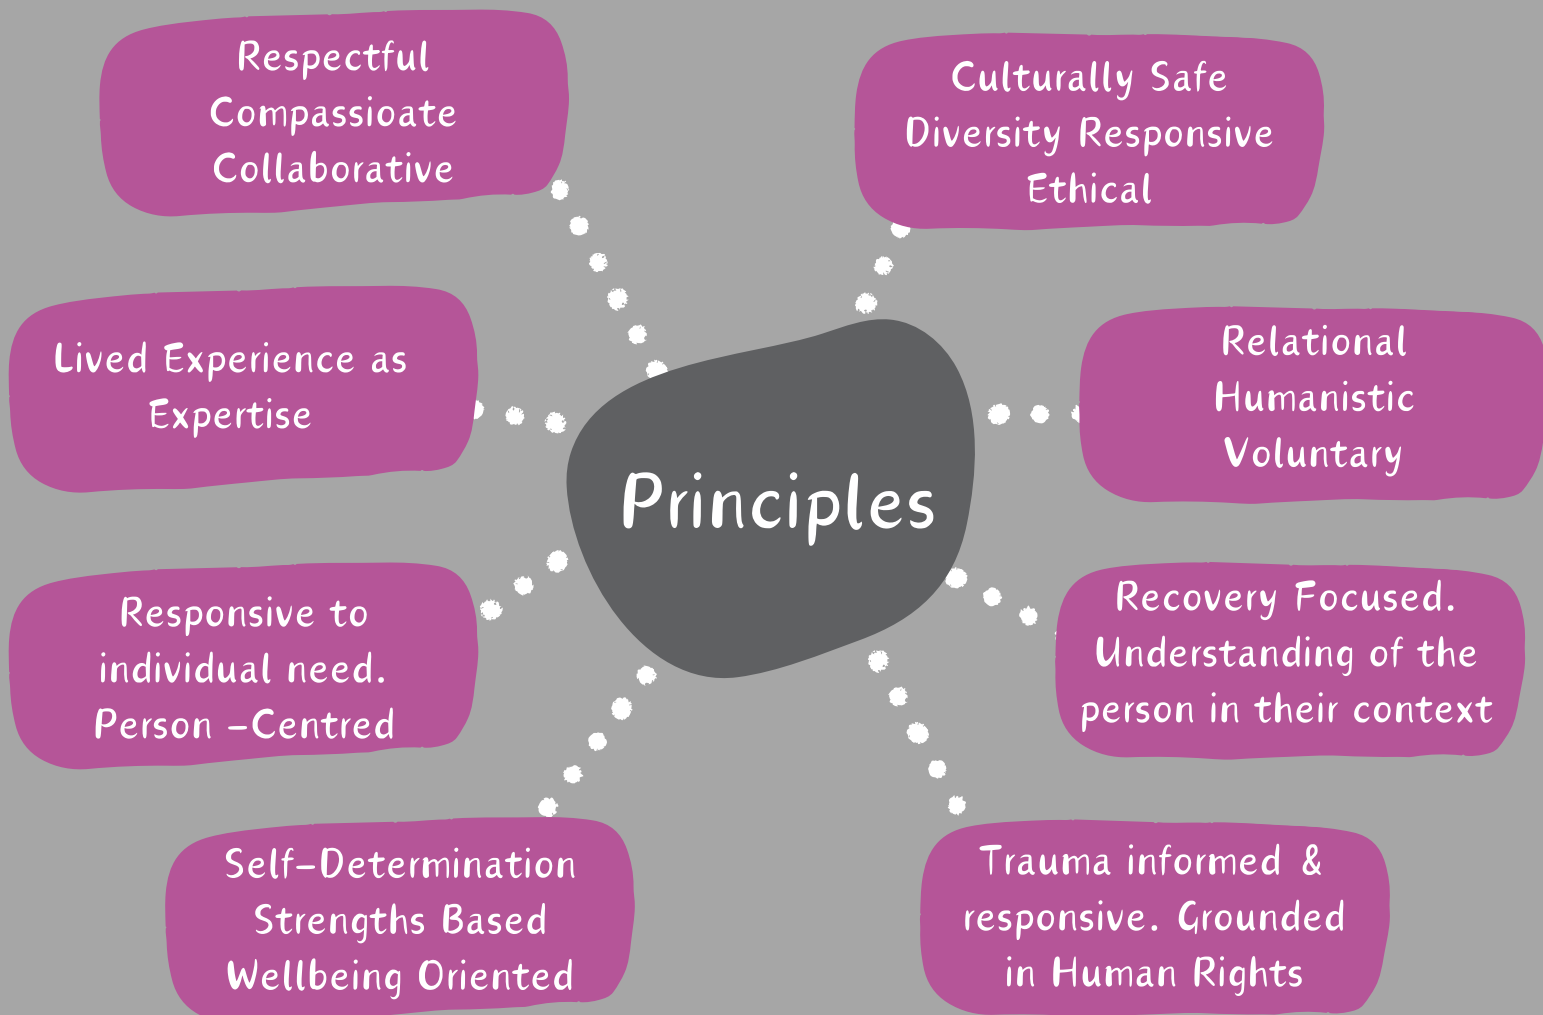 Respectful
Compassioate
Collaborative
Culturally Safe
Diversity Responsive
Ethical
Lived Experience as
Expertise
Relational
Humanistic
Voluntary
Principles
Responsive to
individual need.
Person –Centred
Recovery Focused.
Understanding of the
person in their context
Self–Determination
Strengths Based
Wellbeing Oriented
Trauma informed &
responsive. Grounded
in Human Rights